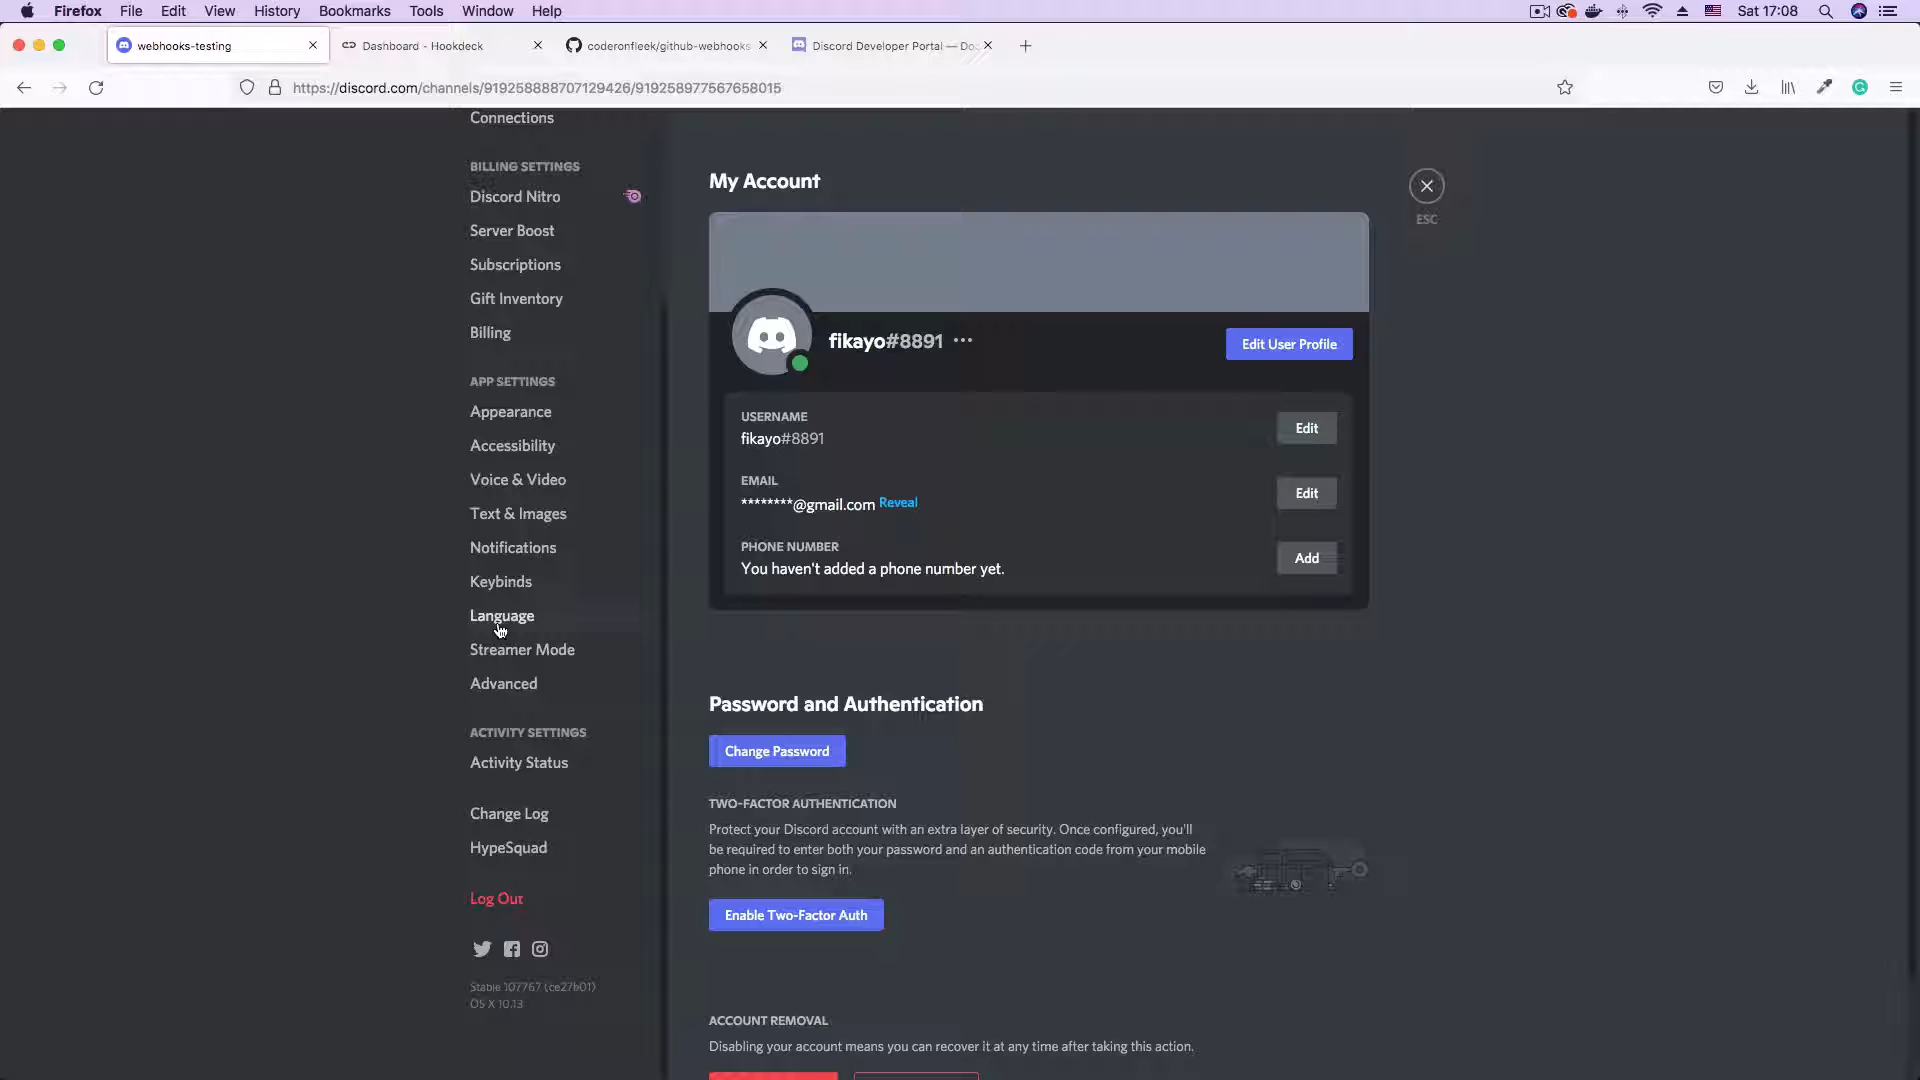 Firefox File Edit View History Bookmarks Tools Window Help Sat 17:08
webhooks-testing Dashboard - Hookdeck coderonfleek/github-webhooks Discord Developer Portal — Doc
https://discord.com/channels/919258888707129426/919258977567658015
Connections
BILLING SETTINGS
Discord Nitro
Server Boost
Subscriptions
Gift Inventory
Billing
APP SETTINGS
Appearance
Accessibility
Voice & Video
Text & Images
Notifications
Keybinds
Language
Streamer Mode
Advanced
ACTIVITY SETTINGS
Activity Status
Change Log
HypeSquad
Log Out
Stable 107767 (ce27b01)
OS X 10.13
My Account
ESC
fikayo#8891
Edit User Profile
USERNAME
fikayo#8891
Edit
EMAIL
********@gmail.com Reveal
Edit
PHONE NUMBER
You haven't added a phone number yet.
Add
Password and Authentication
Change Password
TWO-FACTOR AUTHENTICATION
Protect your Discord account with an extra layer of security. Once configured, you'll
be required to enter both your password and an authentication code from your mobile
phone in order to sign in.
Enable Two-Factor Auth
ACCOUNT REMOVAL
Disabling your account means you can recover it at any time after taking this action.